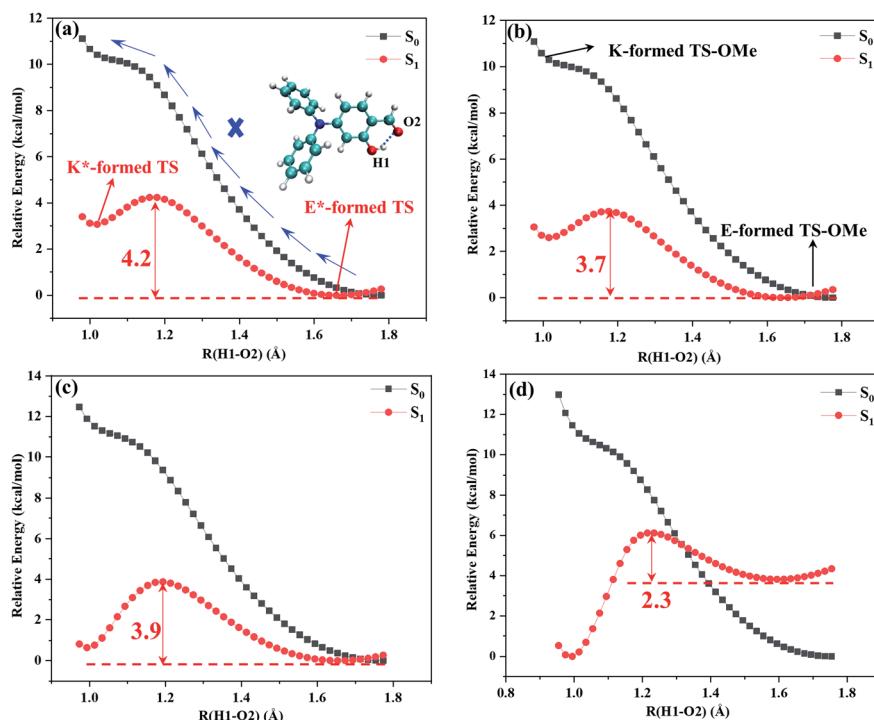 (a)
S0
S1
O2
H1
K*-formed TS
E*-formed TS
4.2
Relative Energy (kcal/mol)
0
2
4
6
8
10
12
1.0
1.2
1.4
1.6
1.8
R(H1-O2) (Å)
(b)
S0
S1
K-formed TS-OMe
E-formed TS-OMe
3.7
Relative Energy (kcal/mol)
0
2
4
6
8
10
12
1.0
1.2
1.4
1.6
1.8
R(H1-O2) (Å)
(c)
S0
S1
3.9
Relative Energy (kcal/mol)
0
2
4
6
8
10
12
14
1.0
1.2
1.4
1.6
1.8
R(H1-O2) (Å)
(d)
S0
S1
2.3
Relative Energy (kcal/mol)
0
2
4
6
8
10
12
14
0.8
1.0
1.2
1.4
1.6
1.8
R(H1-O2) (Å)